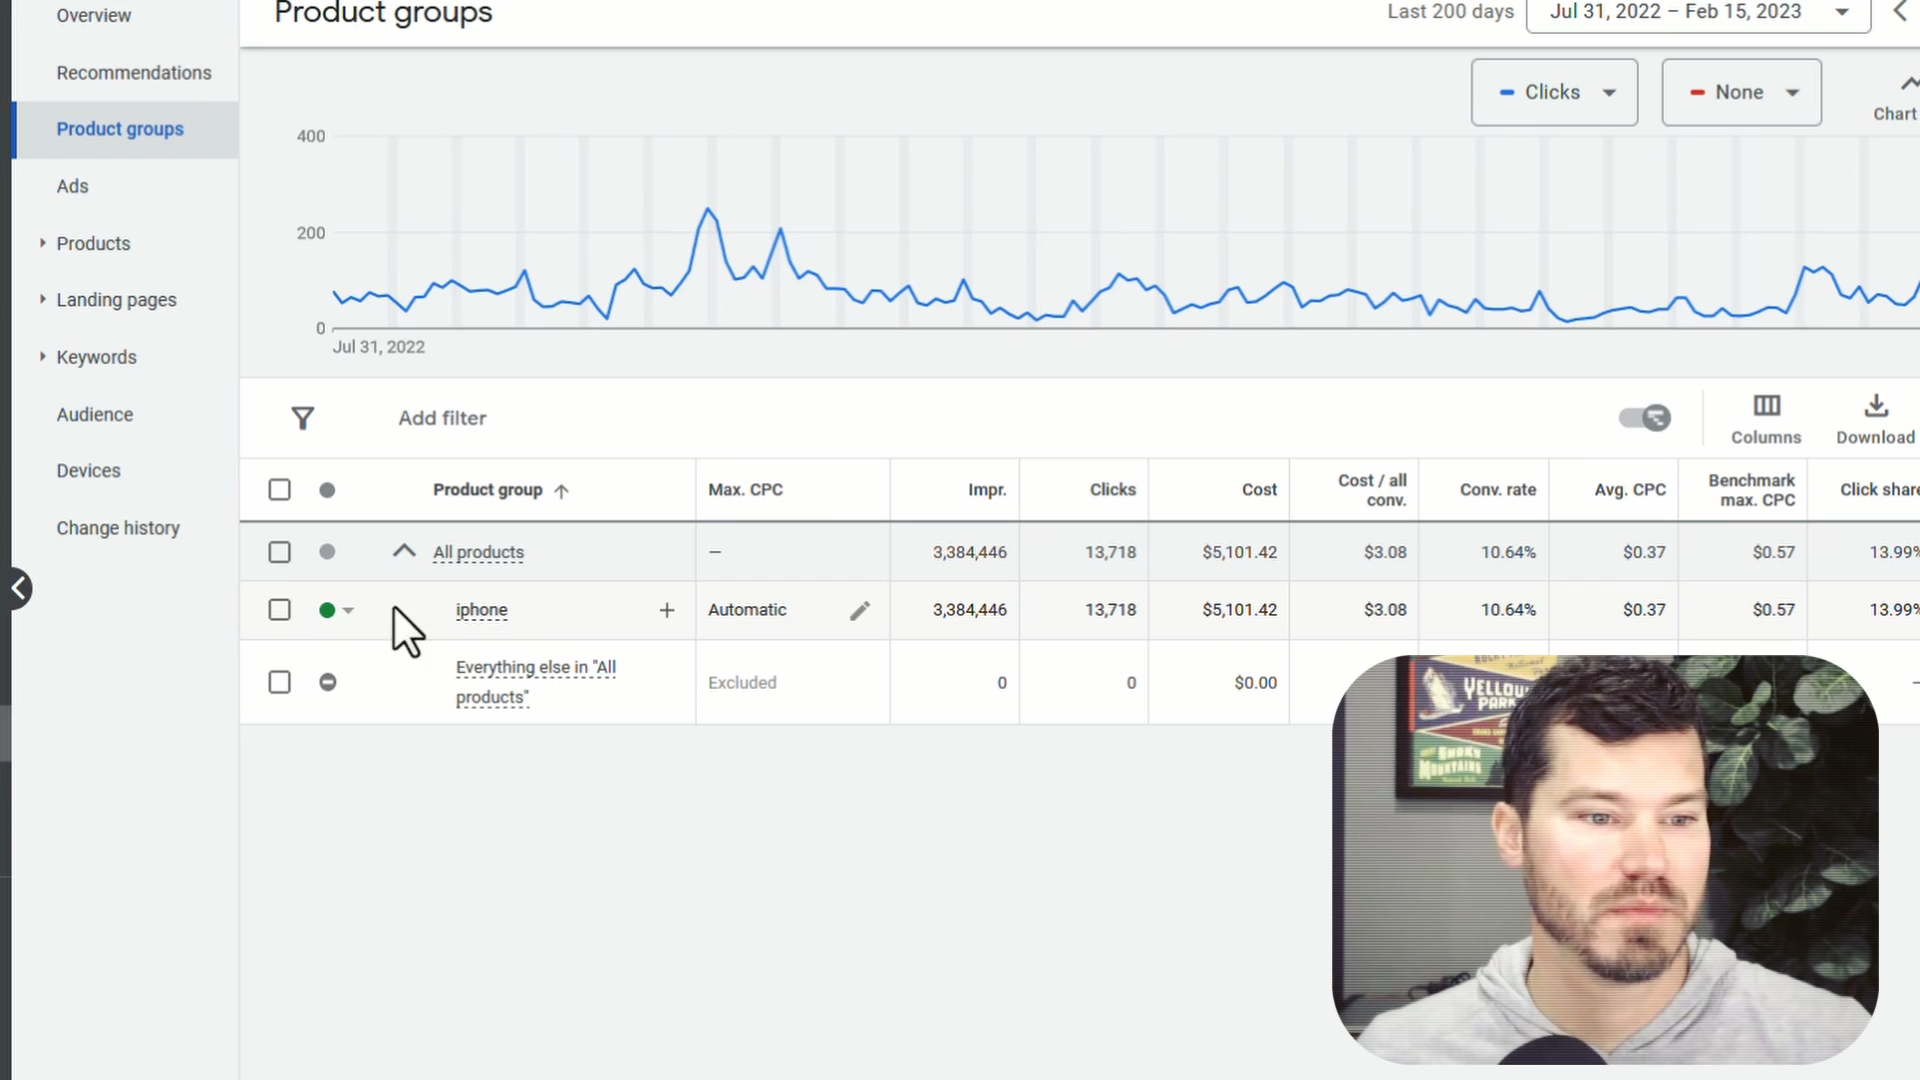 Overview
Product groups
Last 200 days
Jul 31, 2022 – Feb 15, 2023
Recommendations
Product groups
Ads
Products
Landing pages
Keywords
Audience
Devices
Change history
Clicks
None
Chart
400
200
0
Jul 31, 2022
Add filter
Columns
Download
Product group
Max. CPC
Impr.
Clicks
Cost
Cost / all
conv.
Conv. rate
Avg. CPC
Benchmark
max. CPC
Click share
All products
–
3,384,446
13,718
$5,101.42
$3.08
10.64%
$0.37
$0.57
13.99%
iphone
Automatic
3,384,446
13,718
$5,101.42
$3.08
10.64%
$0.37
$0.57
13.99%
Everything else in "All
products"
Excluded
0
0
$0.00
GREAT
SMOKY
MOUNTAINS